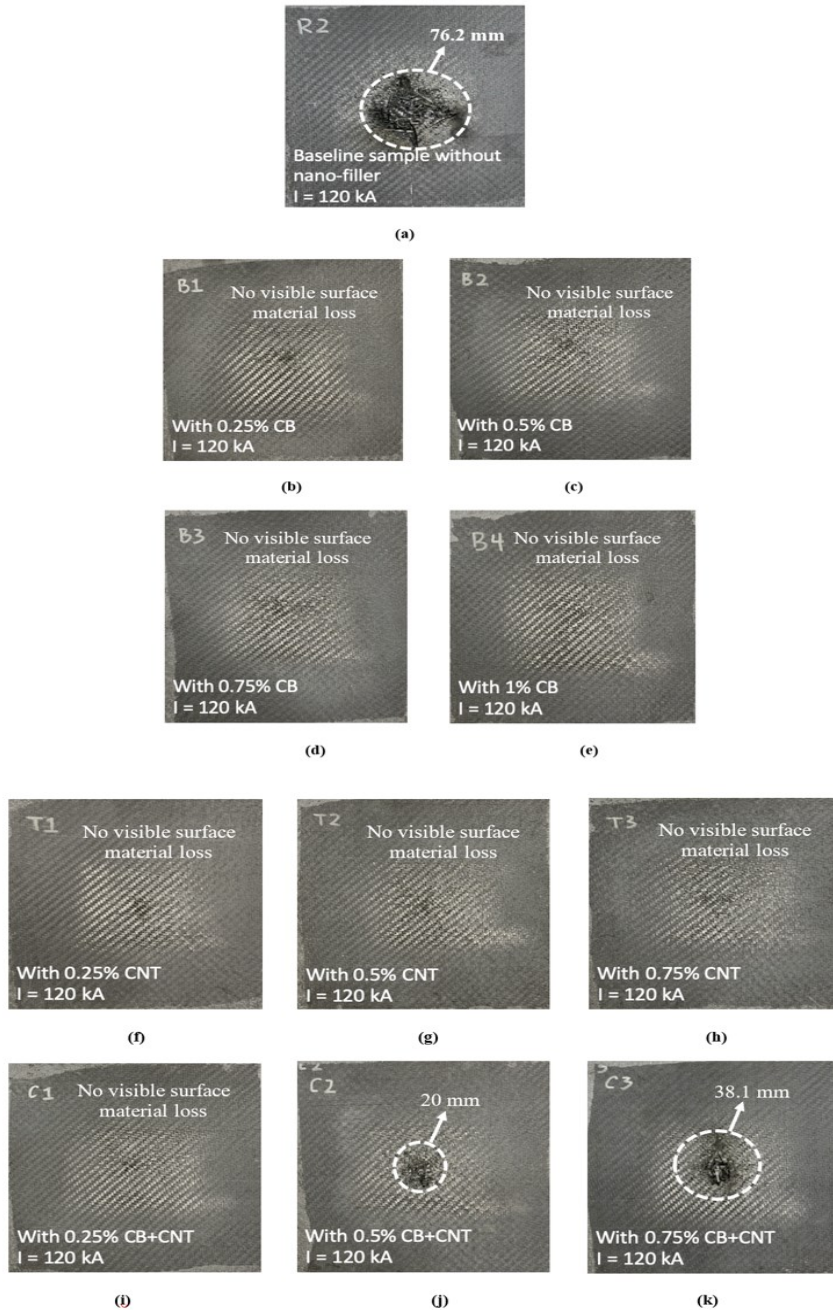 R2
76.2 mm
Baseline sample without
nano-filler
I = 120 kA
(a)
B1
No visible surface
material loss
With 0.25% CB
I = 120 kA
(b)
B2
No visible surface
material loss
With 0.5% CB
I = 120 kA
(c)
B3
No visible surface
material loss
With 0.75% CB
I = 120 kA
(d)
B4
No visible surface
material loss
With 1% CB
I = 120 kA
(e)
T1
No visible surface
material loss
With 0.25% CNT
I = 120 kA
(f)
T2
No visible surface
material loss
With 0.5% CNT
I = 120 kA
(g)
T3
No visible surface
material loss
With 0.75% CNT
I = 120 kA
(h)
C1
No visible surface
material loss
With 0.25% CB+CNT
I = 120 kA
(i)
C2
20 mm
With 0.5% CB+CNT
I = 120 kA
(j)
C3
38.1 mm
With 0.75% CB+CNT
I = 120 kA
(k)